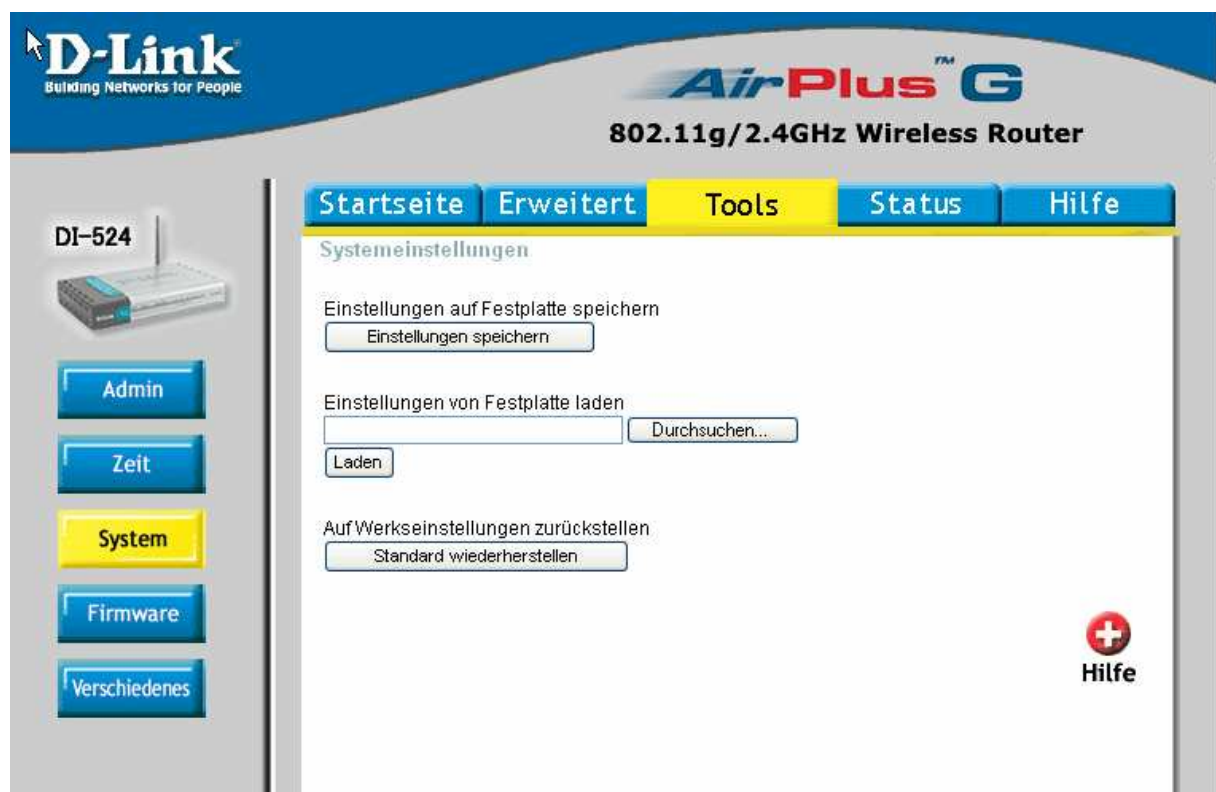 D-Link
Building Networks for People
AirPlus™ G
802.11g/2.4GHz Wireless Router
DI-524
Startseite
Erweitert
Tools
Status
Hilfe
Systemeinstellungen
Einstellungen auf Festplatte speichern
Einstellungen speichern
Einstellungen von Festplatte laden
Durchsuchen...
Laden
Auf Werkseinstellungen zurückstellen
Standard wiederherstellen
Admin
Zeit
System
Firmware
Verschiedenes
Hilfe